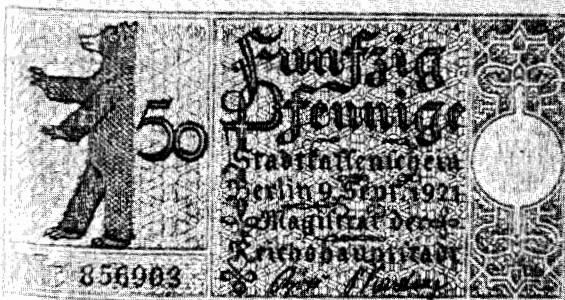 50
Funfzig
Pfennige
Stadtkassenschein
Berlin 9. Sept. 1921
Magistrat der
Reichshauptstadt
856903